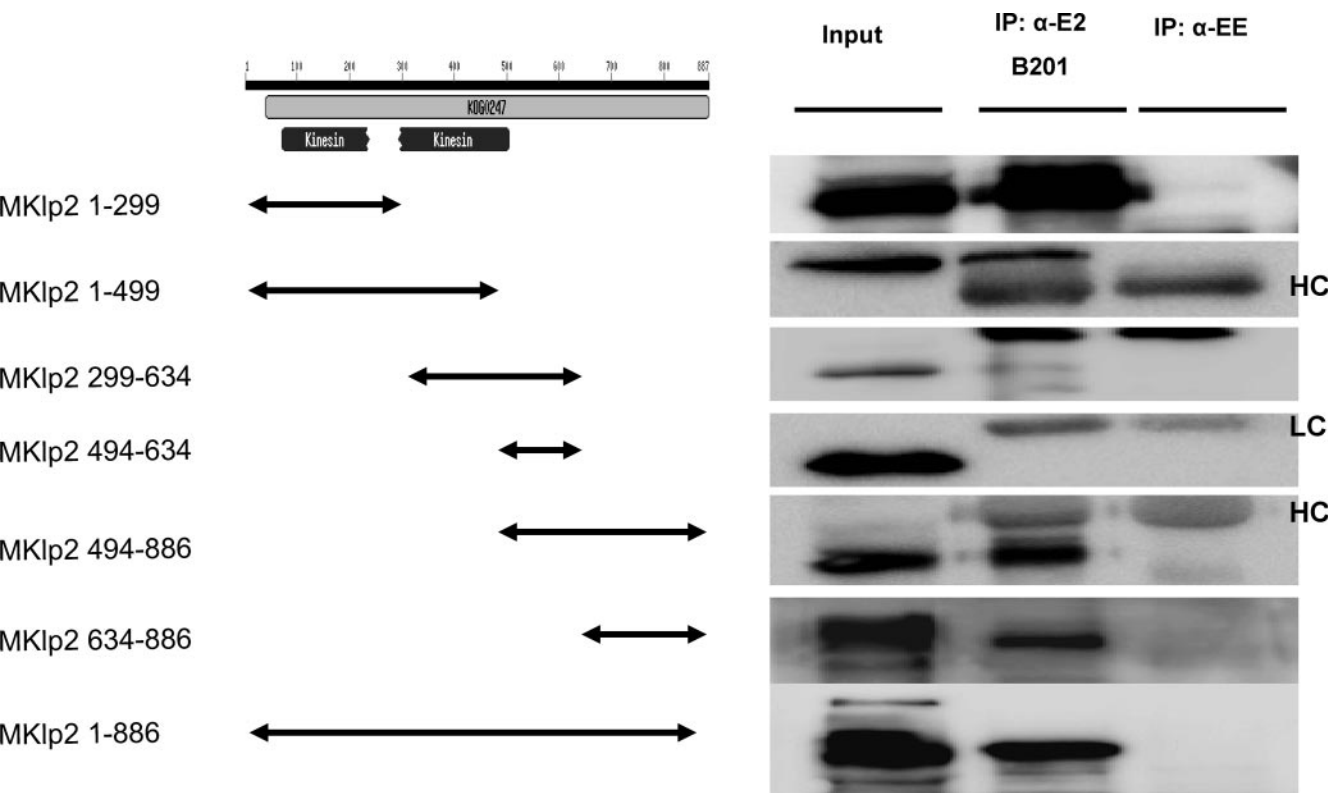 Input
IP: α-E2
B201
IP: α-EE
1 100 200 300 400 500 600 700 800 887
KOG0247
Kinesin Kinesin
MKlp2 1-299
MKlp2 1-499
HC
MKlp2 299-634
MKlp2 494-634
LC
MKlp2 494-886
HC
MKlp2 634-886
MKlp2 1-886